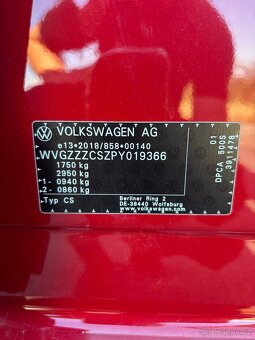 VOLKSWAGEN AG
e13*2018/858*00140
WVGZZZCSZPY019366
1750 kg
2950 kg
1- 0940 kg
2- 0860 kg
Typ CS
Berliner Ring 2
DE-38440 Wolfsburg
www.volkswagen.com
01
DPCA 500S
3911478